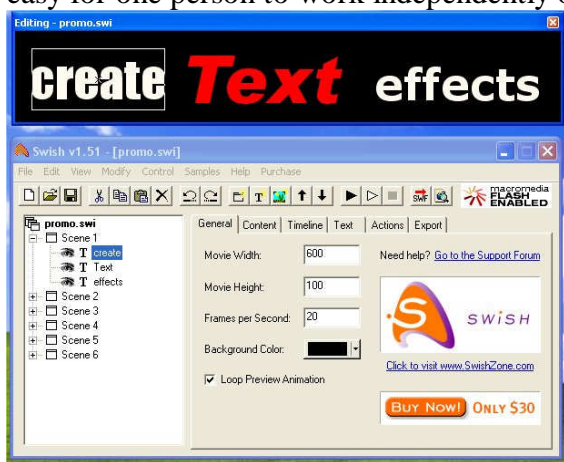 easy for one person to work independently
Editing - promo.swi
create Text effects
Swish v1.51 - [promo.swi]
File Edit View Modify Control Samples Help Purchase
T swf macromedia FLASH ENABLED
promo.swi
Scene 1
T create
T Text
T effects
Scene 2
Scene 3
Scene 4
Scene 5
Scene 6
General Content Timeline Text Actions Export
Movie Width: 600 Need help? Go to the Support Forum
Movie Height: 100
Frames per Second: 20
SWiSH
Background Color:
Click to visit www.SwishZone.com
Loop Preview Animation
Buy Now! Only $30